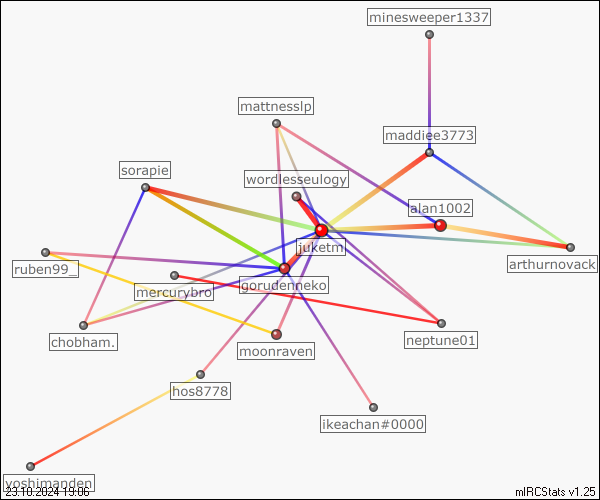 minesweeper1337
mattnesslp
maddiee3773
sorapie
wordlesseulogy
alan1002
juketm
arthurnovack
ruben99_
mercurybro
gorudenneko
chobham.
neptune01
moonraven
hos8778
ikeachan#0000
yoshimanden
23.10.2024 19:06
mIRCStats v1.25